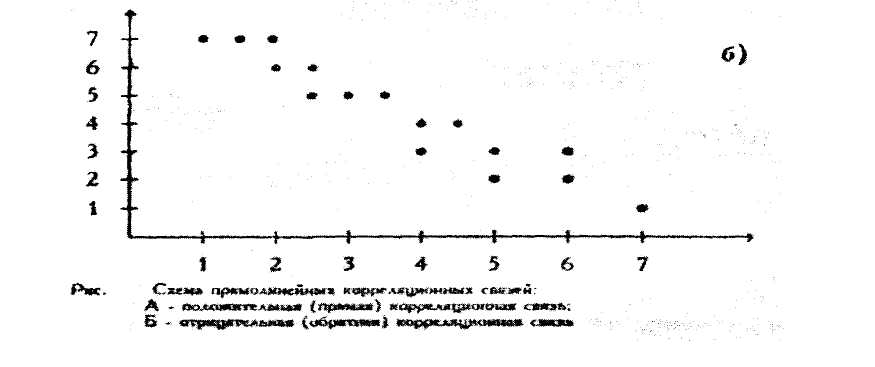 7
6
б)
5
4
3
2
1
1 2 3 4 5 6 7
Рис. Схема прямолинейных корреляционных связей:
А - положительная (прямая) корреляционная связь;
Б - отрицательная (обратная) корреляционная связь